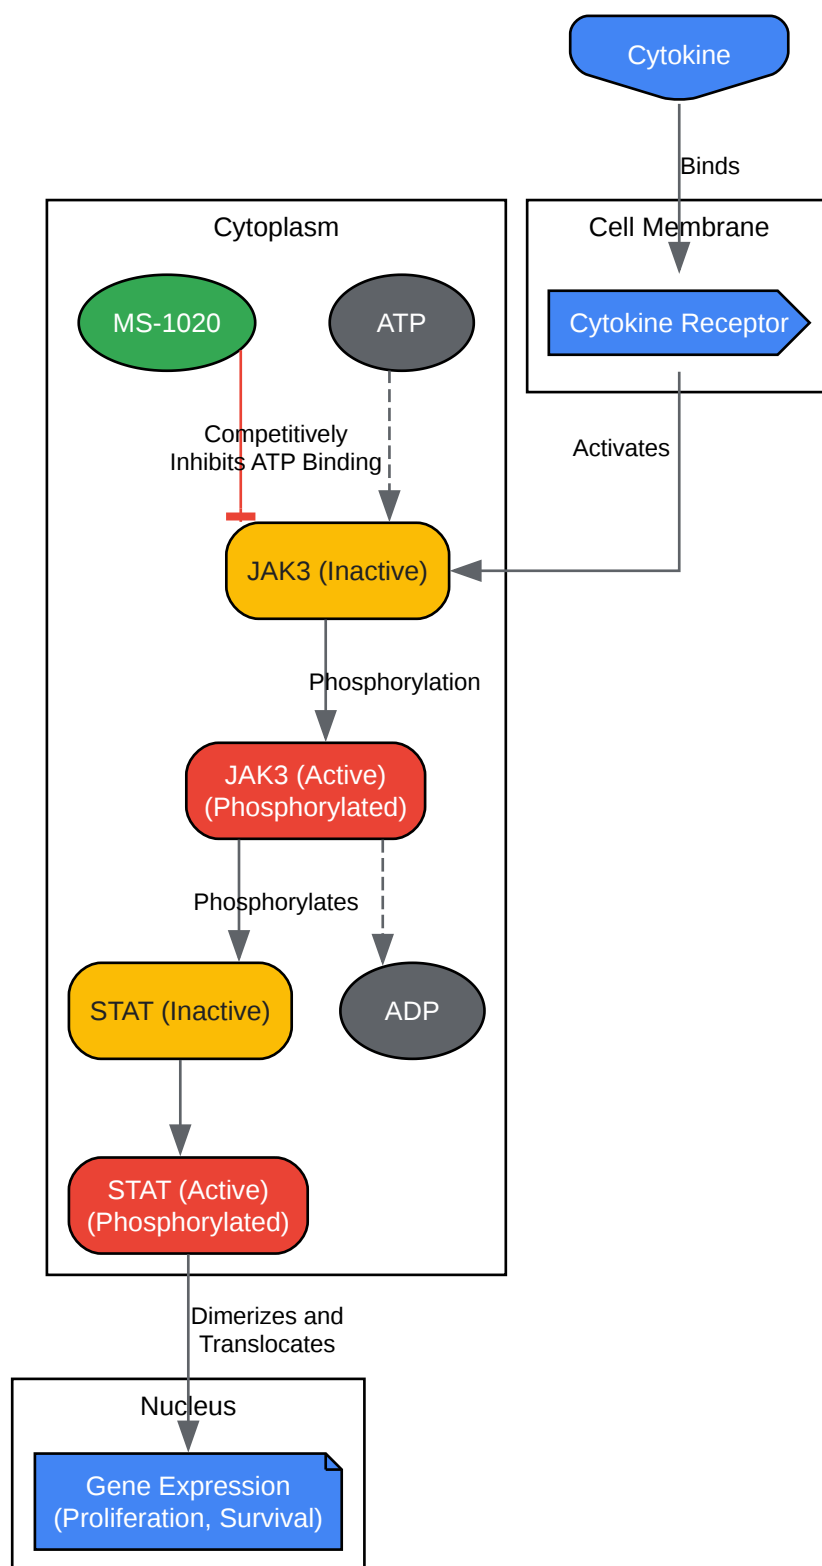 Cytokine
Binds
Cytoplasm
Cell Membrane
MS-1020
ATP
Cytokine Receptor
Competitively
Inhibits ATP Binding
Activates
JAK3 (Inactive)
Phosphorylation
JAK3 (Active)
(Phosphorylated)
Phosphorylates
STAT (Inactive)
ADP
STAT (Active)
(Phosphorylated)
Dimerizes and
Translocates
Nucleus
Gene Expression
(Proliferation, Survival)